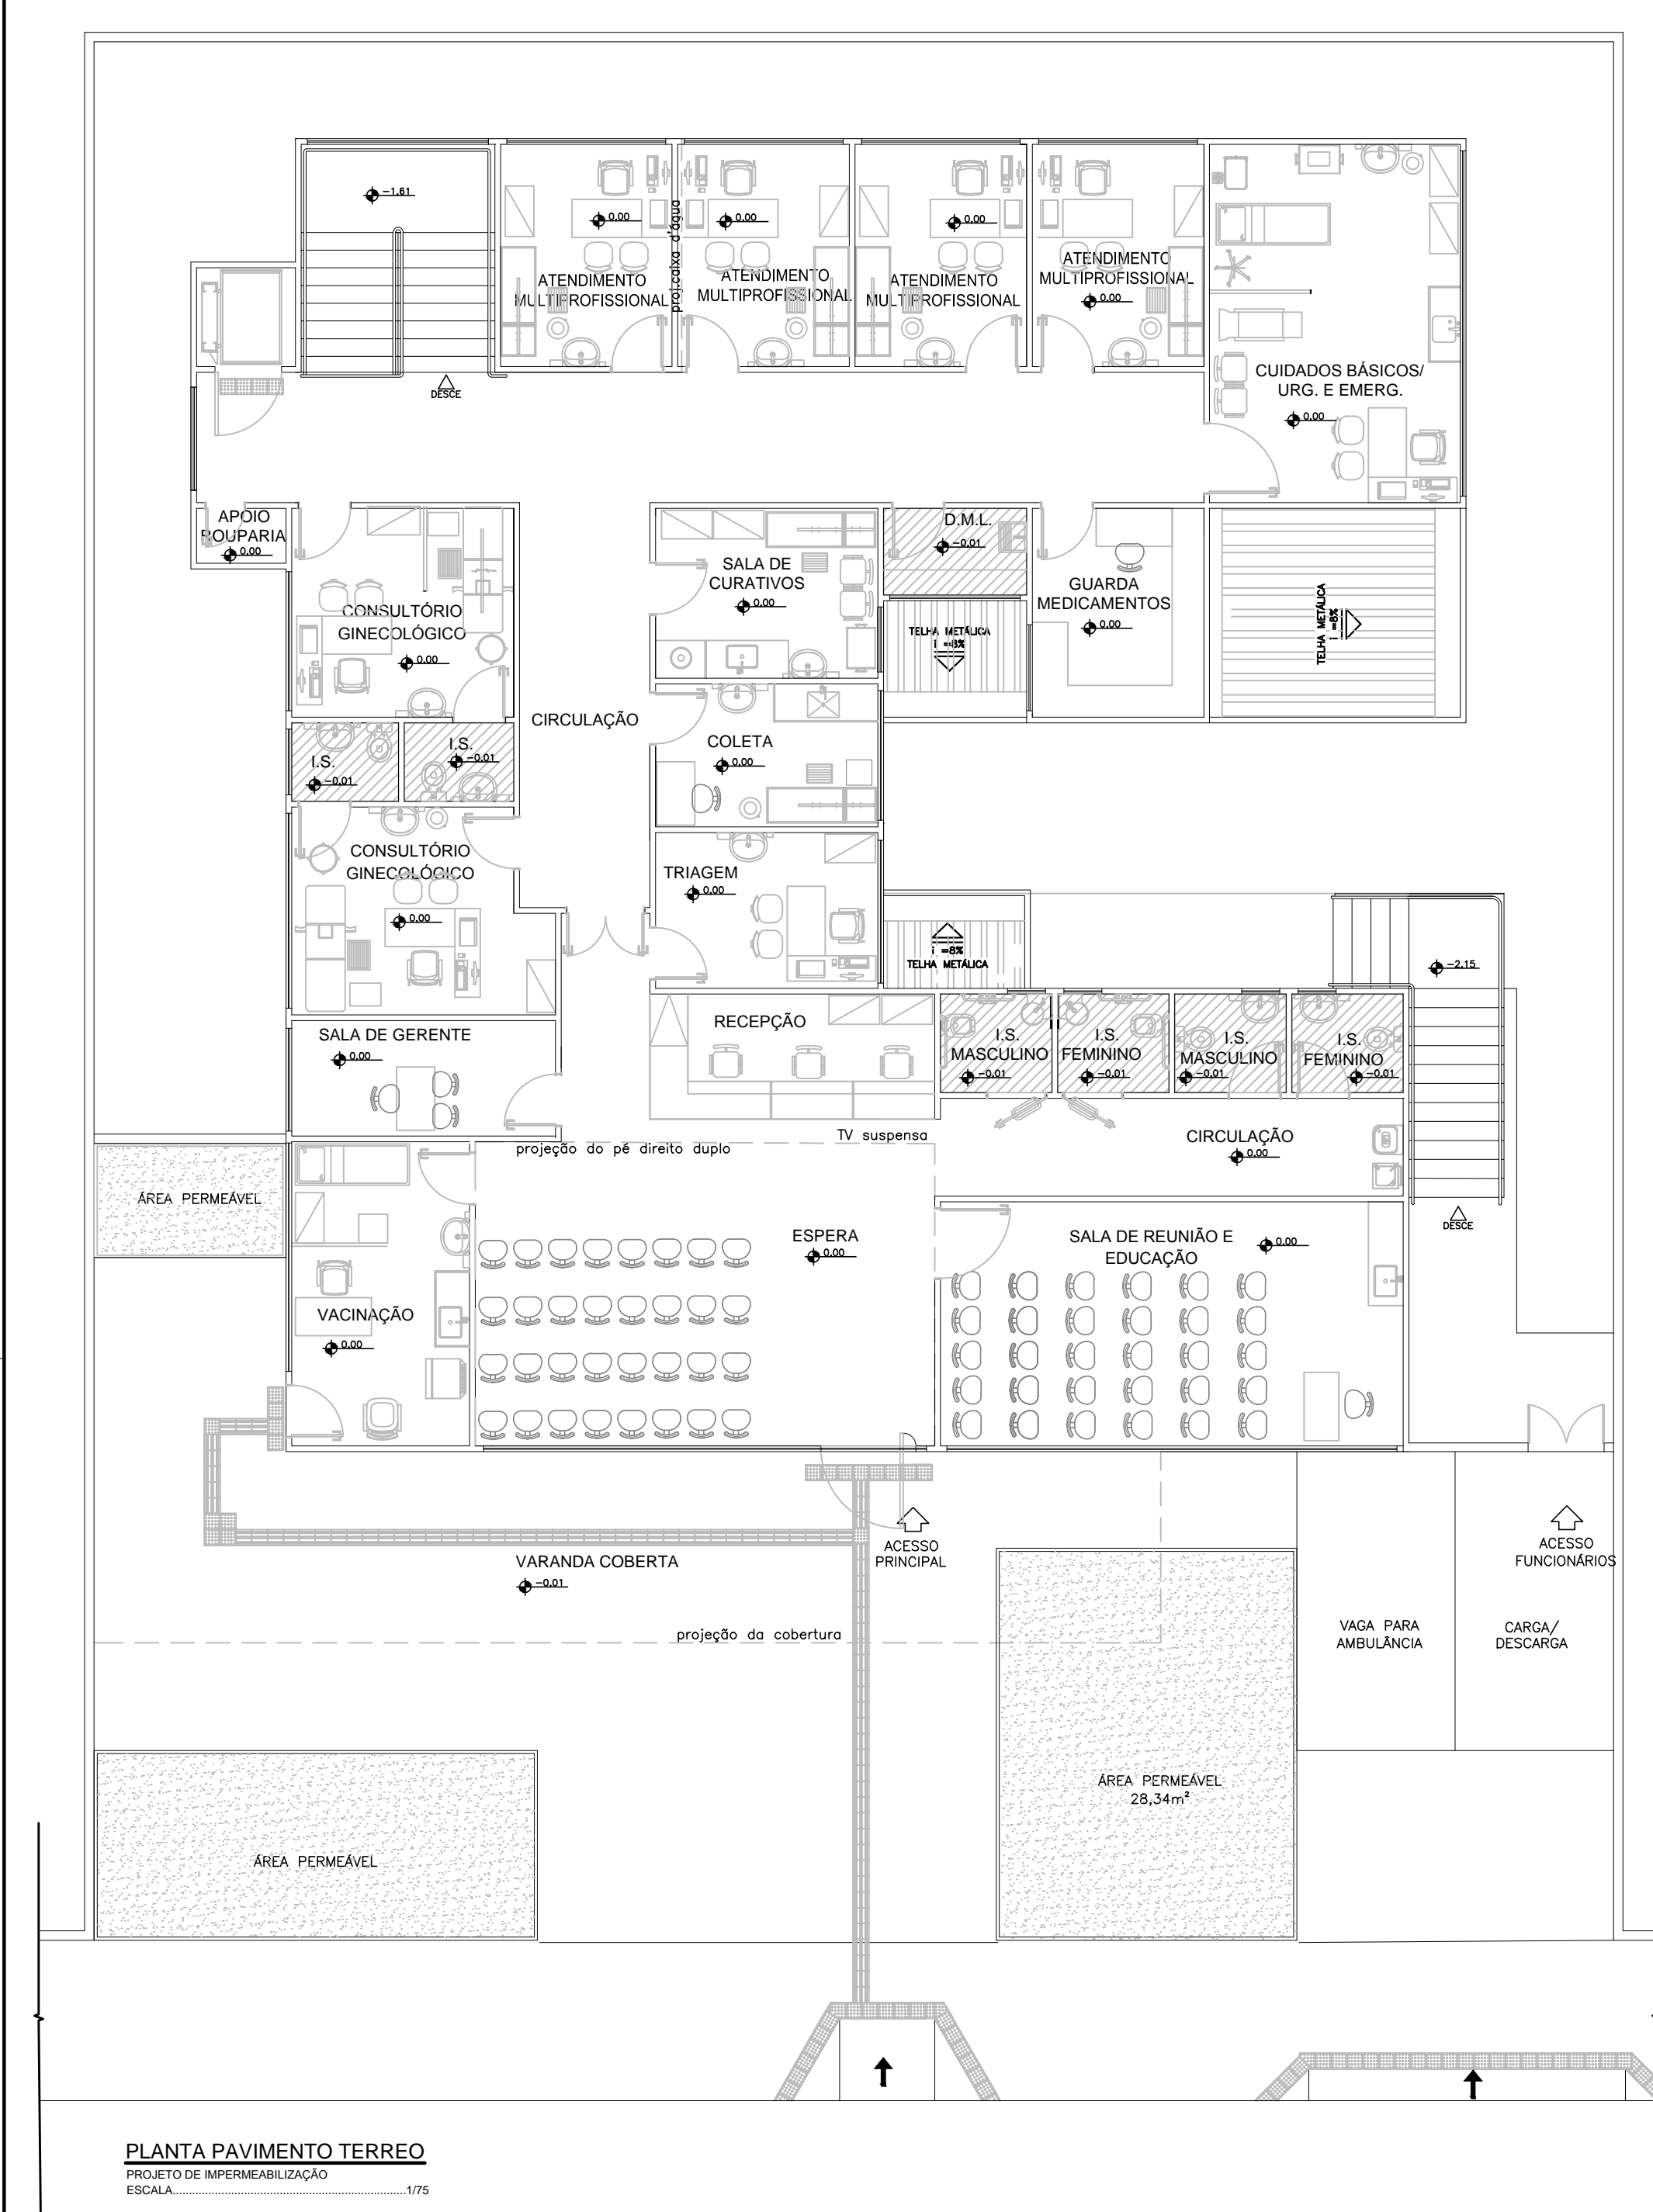 -1.61
0.00
0.00
0.00
ATENDIMENTO
MULTIPROFISSIONAL
proj.caixa d'água
ATENDIMENTO
MULTIPROFISSIONAL
ATENDIMENTO
MULTIPROFISSIONAL
ATENDIMENTO
MULTIPROFISSIONAL
0.00
CUIDADOS BÁSICOS/
URG. E EMERG.
0.00
DESCE
APOIO
ROUPARIA
0.00
CONSULTÓRIO
GINECOLÓGICO
0.00
SALA DE
CURATIVOS
0.00
D.M.L.
-0.01
GUARDA
MEDICAMENTOS
0.00
TELHA METÁLICA
i =8%
TELHA METÁLICA
i =8%
CIRCULAÇÃO
I.S.
-0.01
I.S.
-0.01
COLETA
0.00
CONSULTÓRIO
GINECOLÓGICO
0.00
TRIAGEM
0.00
i =8%
TELHA METÁLICA
-2.15
SALA DE GERENTE
0.00
RECEPÇÃO
I.S.
MASCULINO
-0.01
I.S.
FEMININO
-0.01
I.S.
MASCULINO
-0.01
I.S.
FEMININO
-0.01
TV suspensa
projeção do pé direito duplo
CIRCULAÇÃO
0.00
ÁREA PERMEÁVEL
DESCE
ESPERA
0.00
SALA DE REUNIÃO E
EDUCAÇÃO
0.00
VACINAÇÃO
0.00
ACESSO
PRINCIPAL
ACESSO
FUNCIONÁRIOS
VARANDA COBERTA
-0.01
projeção da cobertura
VAGA PARA
AMBULÂNCIA
CARGA/
DESCARGA
ÁREA PERMEÁVEL
28,34m²
ÁREA PERMEÁVEL
PLANTA PAVIMENTO TERREO
PROJETO DE IMPERMEABILIZAÇÃO
ESCALA.......................................................................1/75